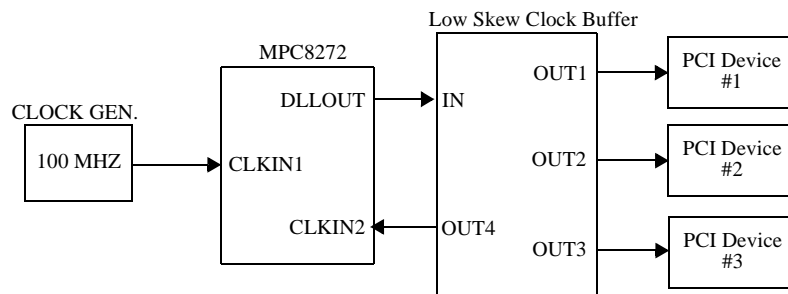 Low Skew Clock Buffer
MPC8272
CLOCK GEN.
100 MHZ
CLKIN1
DLLOUT
CLKIN2
IN
OUT4
OUT1
OUT2
OUT3
PCI Device
#1
PCI Device
#2
PCI Device
#3